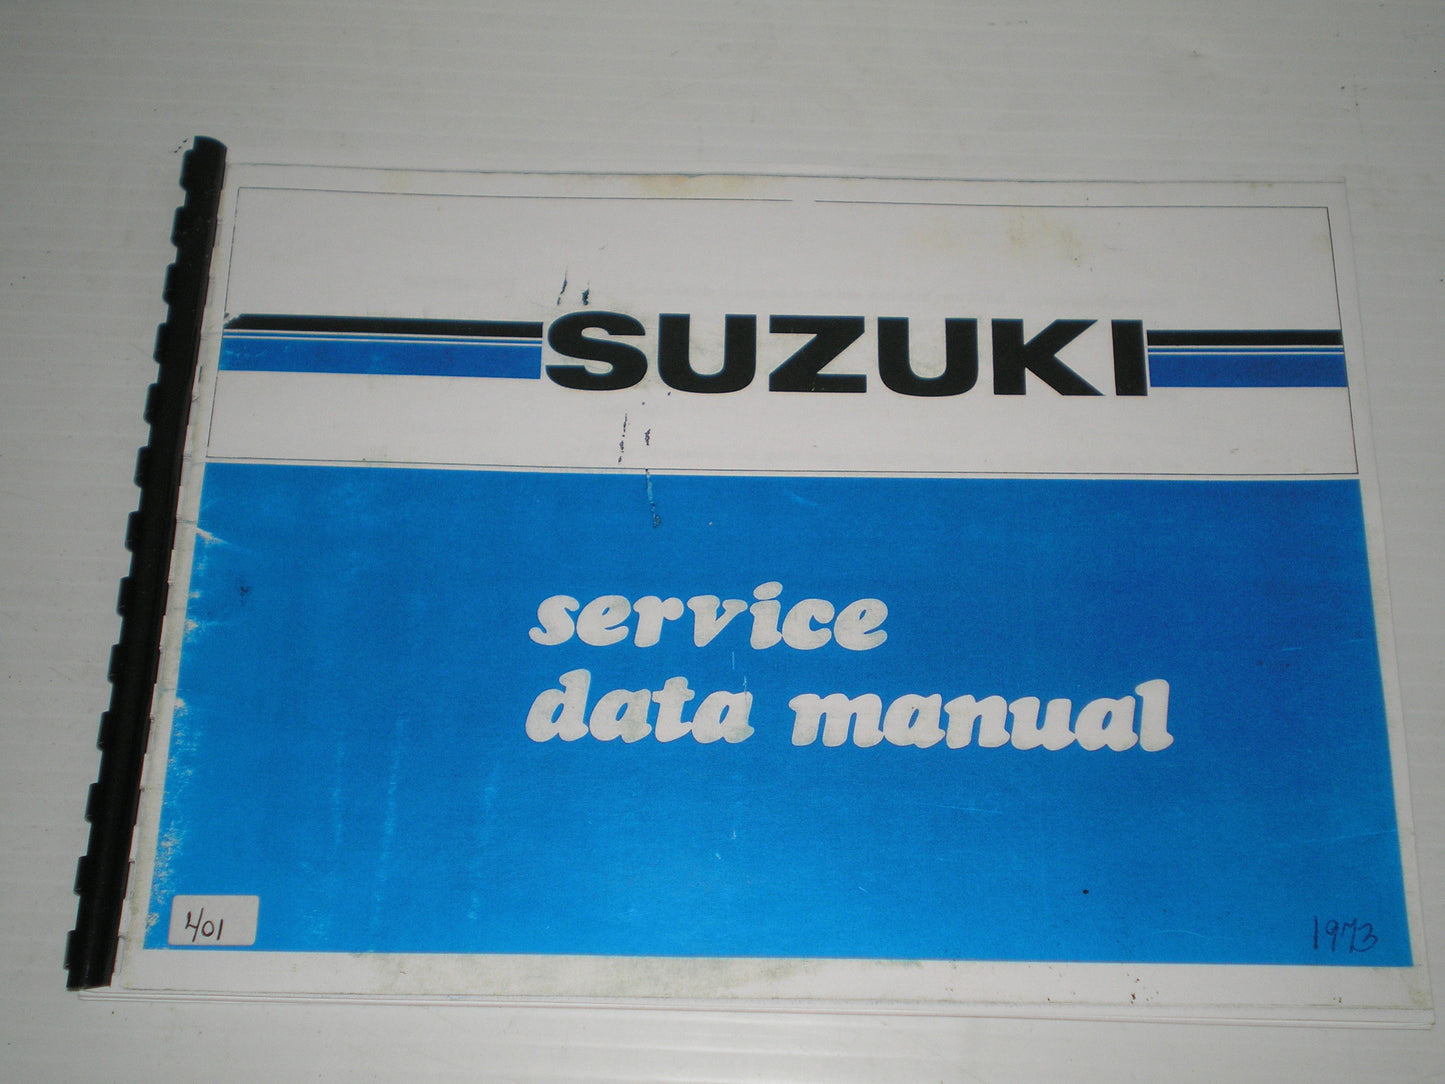 SUZUKI
service
data manual
401
1973